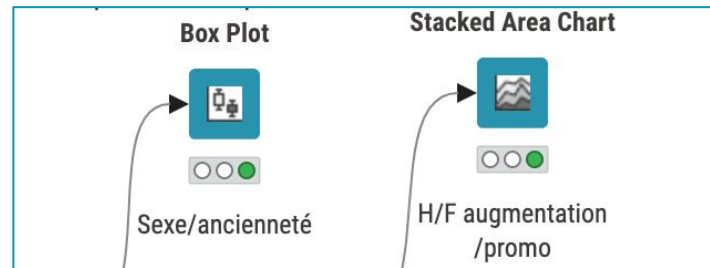 Box Plot
Stacked Area Chart
Sexe/ancienneté
H/F augmentation
/promo